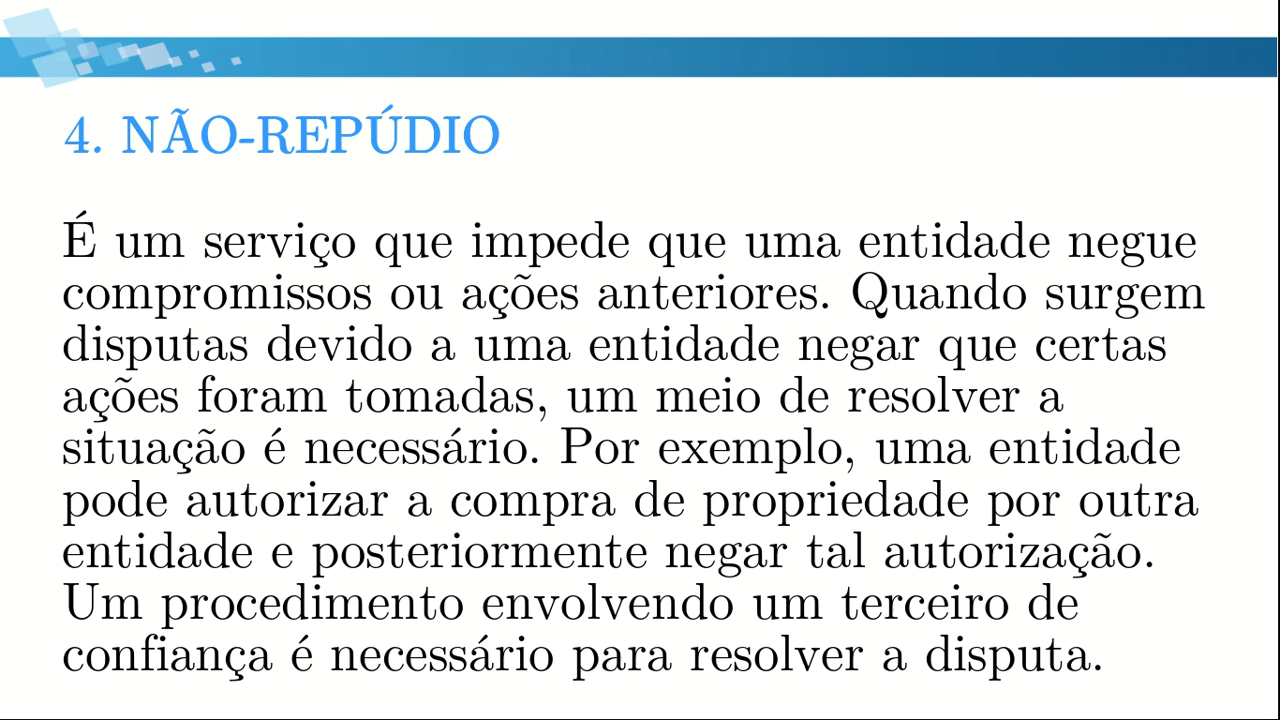 4. NÃO-REPÚDIO
É um serviço que impede que uma entidade negue
compromissos ou ações anteriores. Quando surgem
disputas devido a uma entidade negar que certas
ações foram tomadas, um meio de resolver a
situação é necessário. Por exemplo, uma entidade
pode autorizar a compra de propriedade por outra
entidade e posteriormente negar tal autorização.
Um procedimento envolvendo um terceiro de
confiança é necessário para resolver a disputa.